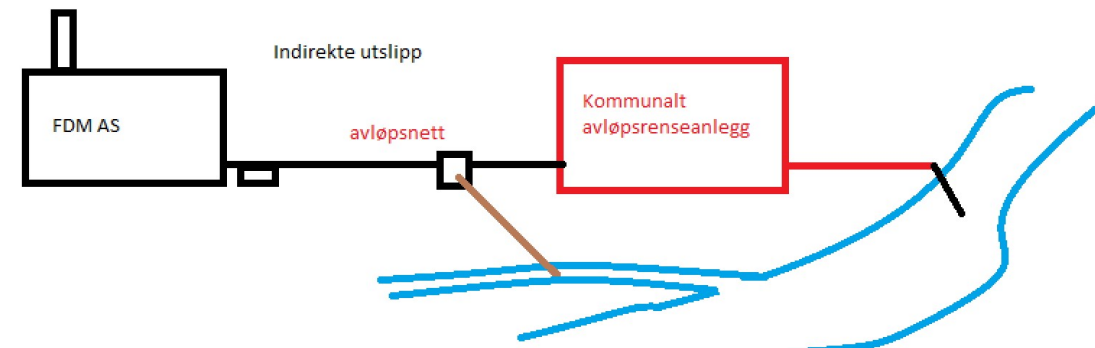 Indirekte utslipp
FDM AS
avløpsnett
Kommunalt
avløpsrenseanlegg